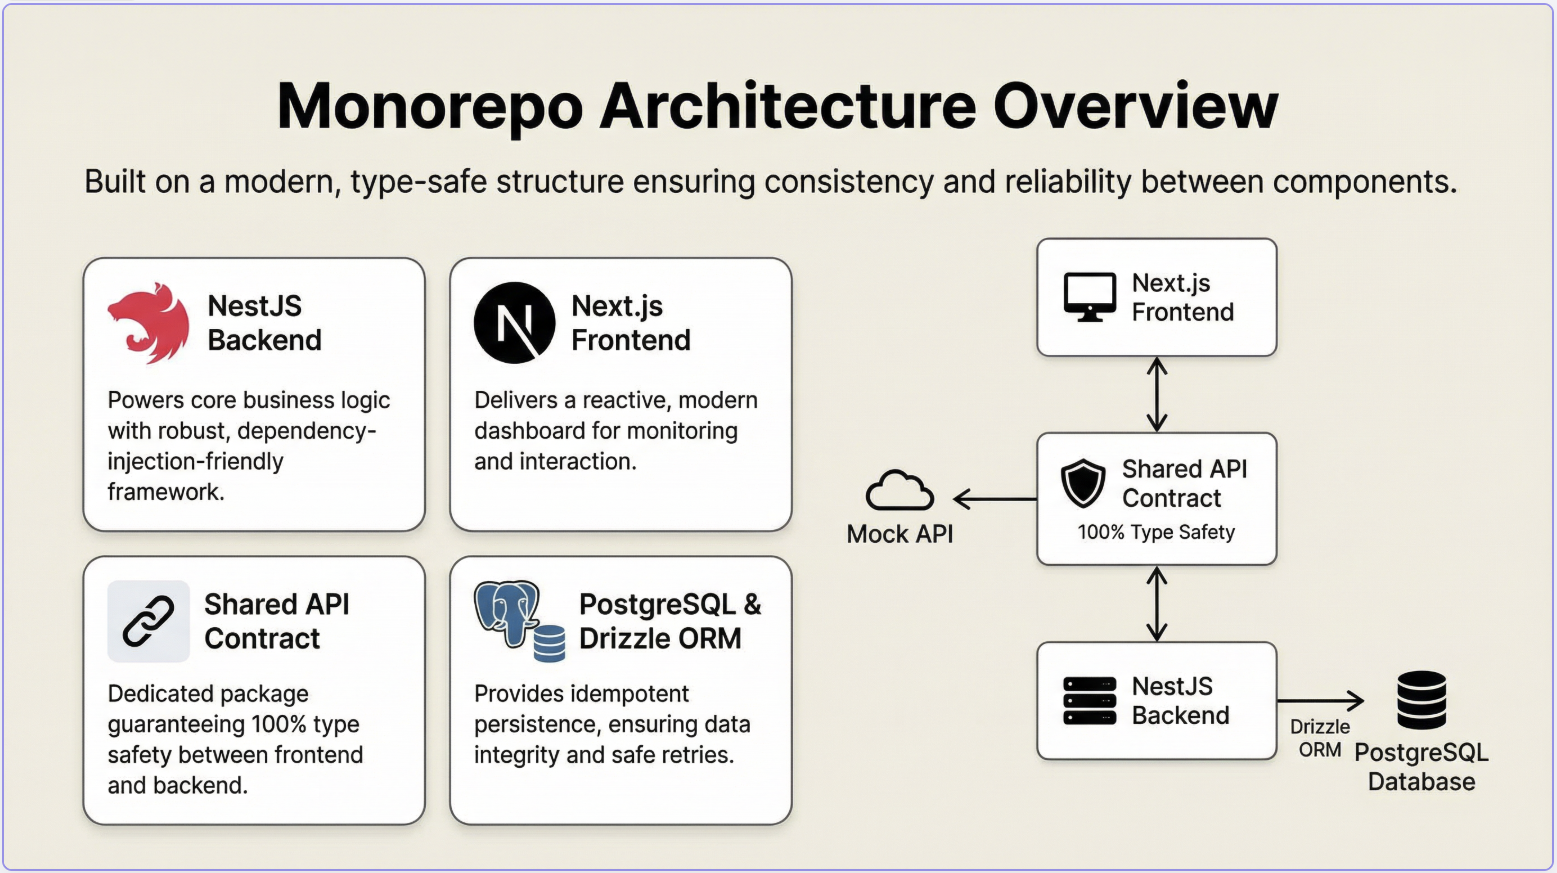 Monorepo Architecture Overview
Built on a modern, type-safe structure ensuring consistency and reliability between components.
NestJS
Backend
Powers core business logic
with robust, dependency-
injection-friendly
framework.
Next.js
Frontend
Delivers a reactive, modern
dashboard for monitoring
and interaction.
Shared API
Contract
Dedicated package
guaranteeing 100% type
safety between frontend
and backend.
PostgreSQL &
Drizzle ORM
Provides idempotent
persistence, ensuring data
integrity and safe retries.
Next.js
Frontend
Shared API
Contract
100% Type Safety
Mock API
NestJS
Backend
Drizzle
ORM
PostgreSQL
Database